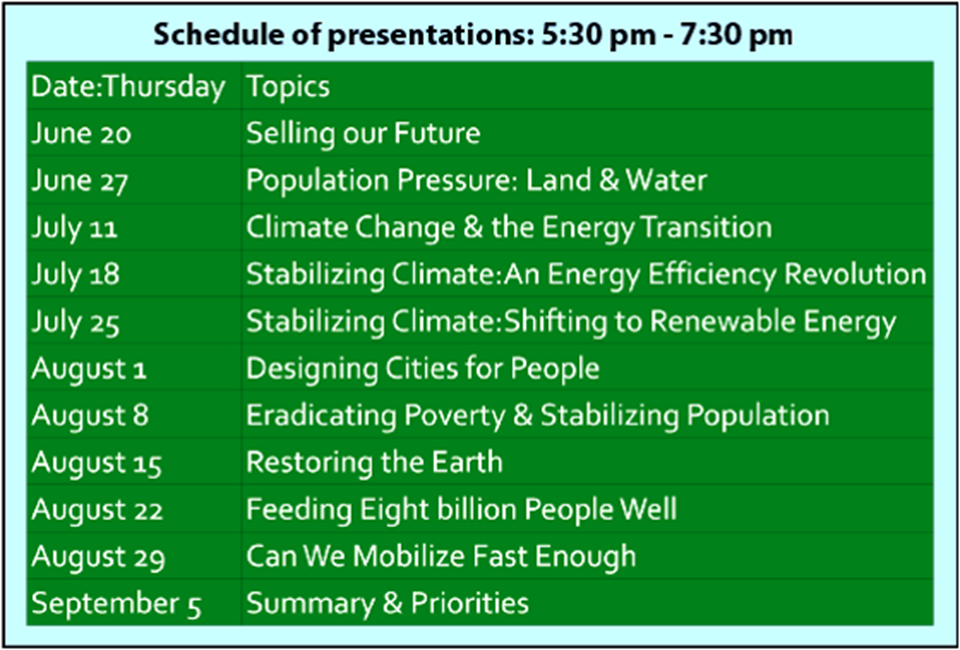 Schedule of presentations: 5:30 pm - 7:30 pm
Date:Thursday Topics
June 20 Selling our Future
June 27 Population Pressure: Land & Water
July 11 Climate Change & the Energy Transition
July 18 Stabilizing Climate:An Energy Efficiency Revolution
July 25 Stabilizing Climate:Shifting to Renewable Energy
August 1 Designing Cities for People
August 8 Eradicating Poverty & Stabilizing Population
August 15 Restoring the Earth
August 22 Feeding Eight billion People Well
August 29 Can We Mobilize Fast Enough
September 5 Summary & Priorities